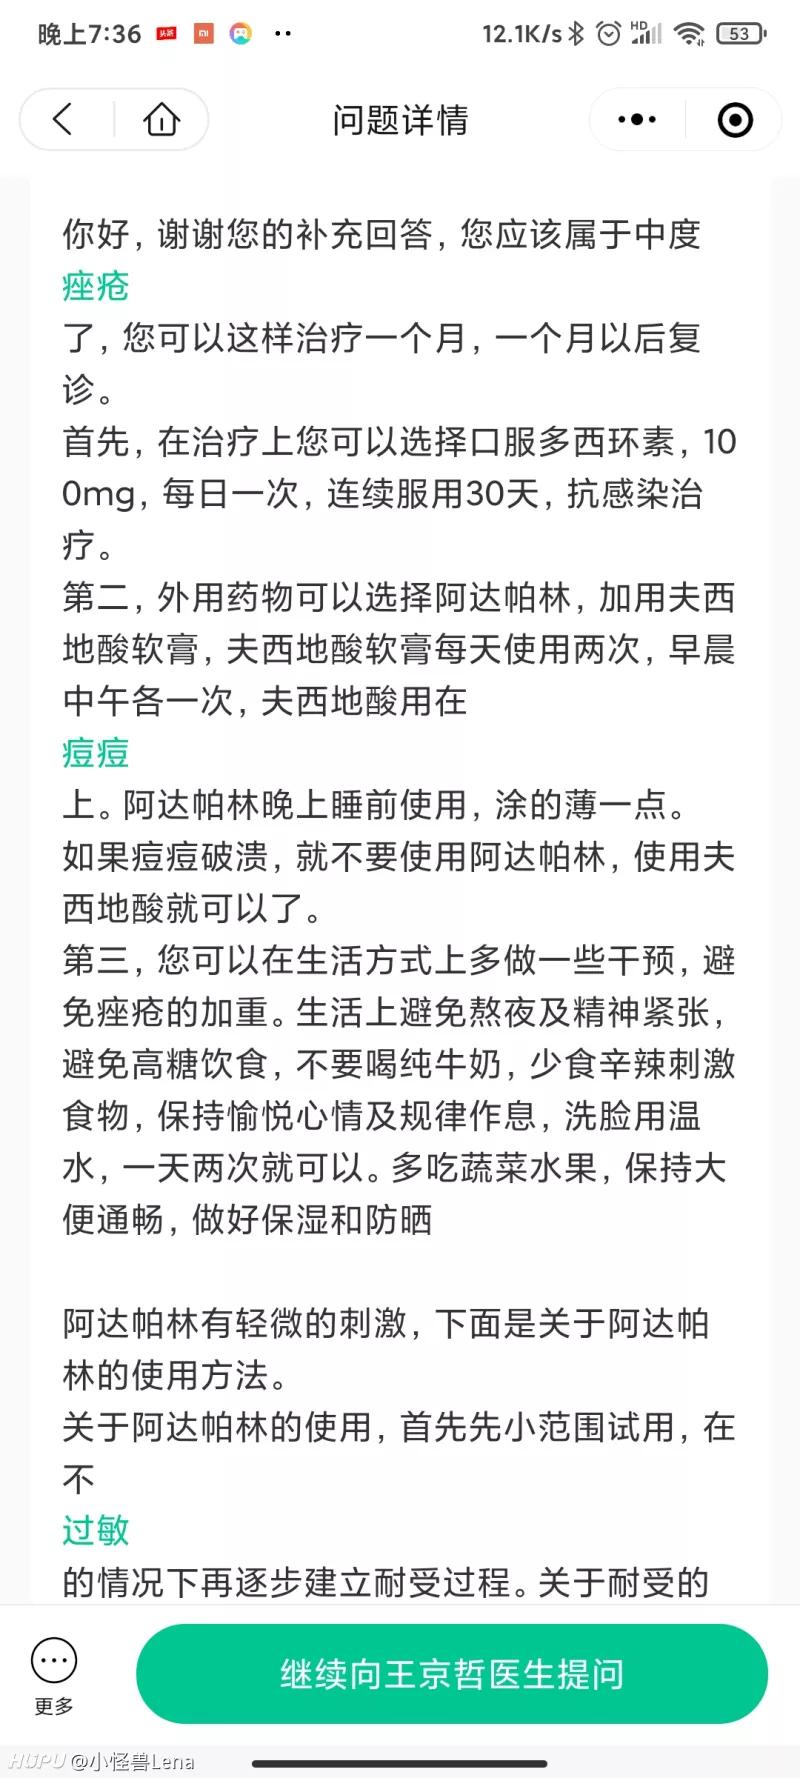 晚上7:36
12.1K/s
HD
53
问题详情
你好，谢谢您的补充回答，您应该属于中度
痤疮
了，您可以这样治疗一个月，一个月以后复
诊。
首先，在治疗上您可以选择口服多西环素，10
0mg，每日一次，连续服用30天，抗感染治
疗。
第二，外用药物可以选择阿达帕林，加用夫西
地酸软膏，夫西地酸软膏每天使用两次，早晨
中午各一次，夫西地酸用在
痘痘
上。阿达帕林晚上睡前使用，涂的薄一点。
如果痘痘破溃，就不要使用阿达帕林，使用夫
西地酸就可以了。
第三，您可以在生活方式上多做一些干预，避
免痤疮的加重。生活上避免熬夜及精神紧张，
避免高糖饮食，不要喝纯牛奶，少食辛辣刺激
食物，保持愉悦心情及规律作息，洗脸用温
水，一天两次就可以。多吃蔬菜水果，保持大
便通畅，做好保湿和防晒
阿达帕林有轻微的刺激，下面是关于阿达帕
林的使用方法。
关于阿达帕林的使用，首先先小范围试用，在
不
过敏
的情况下再逐步建立耐受过程。关于耐受的
更多
继续向王京哲医生提问
HUPU @小怪兽Lena